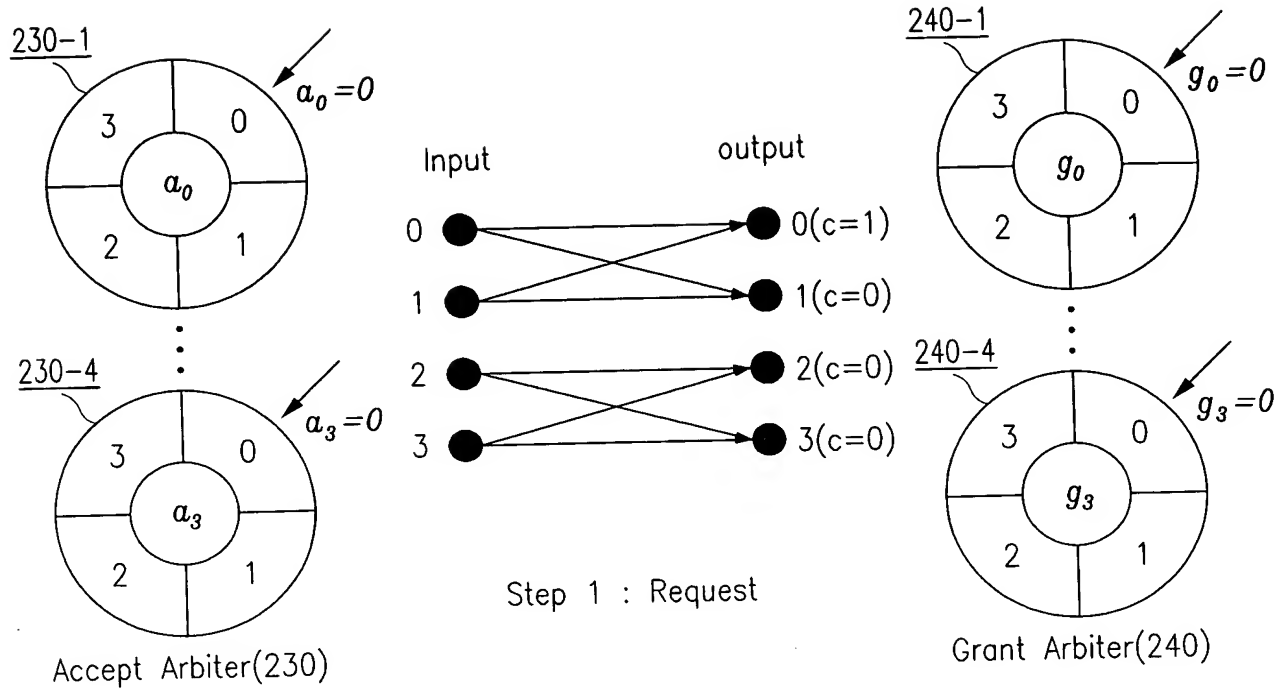 230-1
a₀=0
3
0
a₀
2
1
230-4
a₃=0
3
0
a₃
2
1
Accept Arbiter(230)
Input
output
0
0(c=1)
1
1(c=0)
2
2(c=0)
3
3(c=0)
Step 1 : Request
240-1
g₀=0
3
0
g₀
2
1
240-4
g₃=0
3
0
g₃
2
1
Grant Arbiter(240)